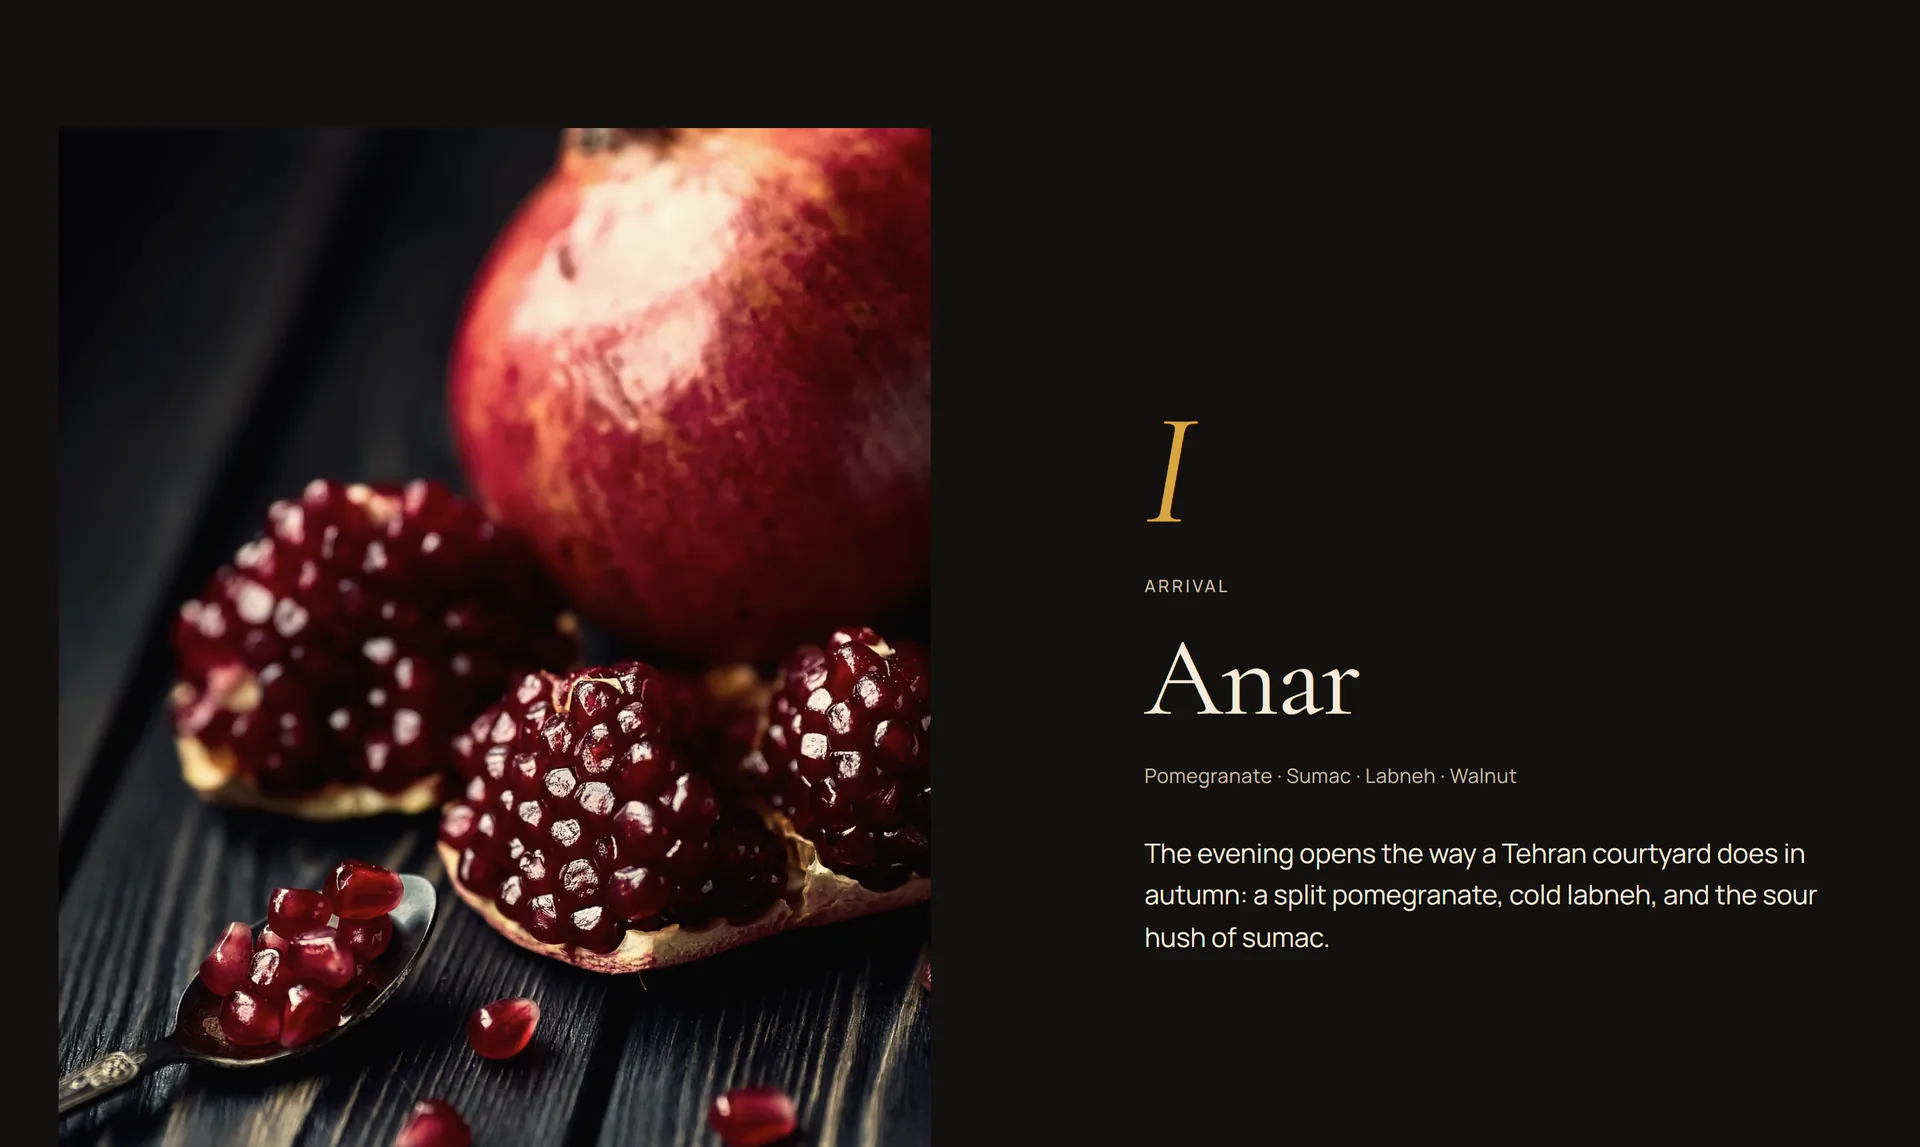 I
ARRIVAL
Anar
Pomegranate · Sumac · Labneh · Walnut
The evening opens the way a Tehran courtyard does in
autumn: a split pomegranate, cold labneh, and the sour
hush of sumac.